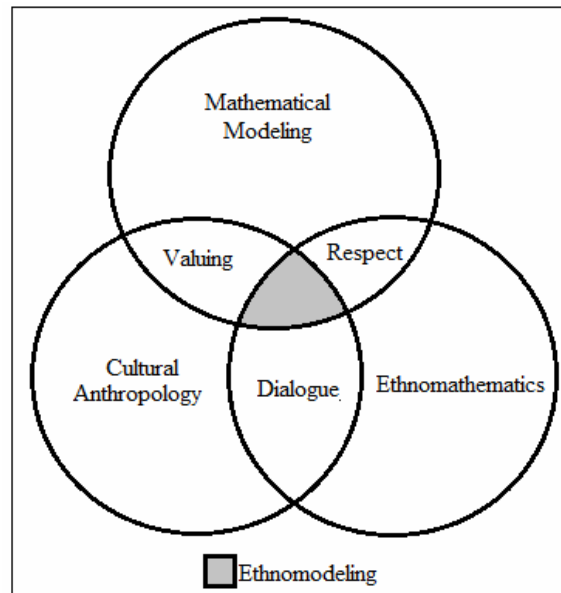 Mathematical
Modeling
Valuing
Respect
Cultural
Anthropology
Dialogue
Ethnomathematics
Ethnomodeling